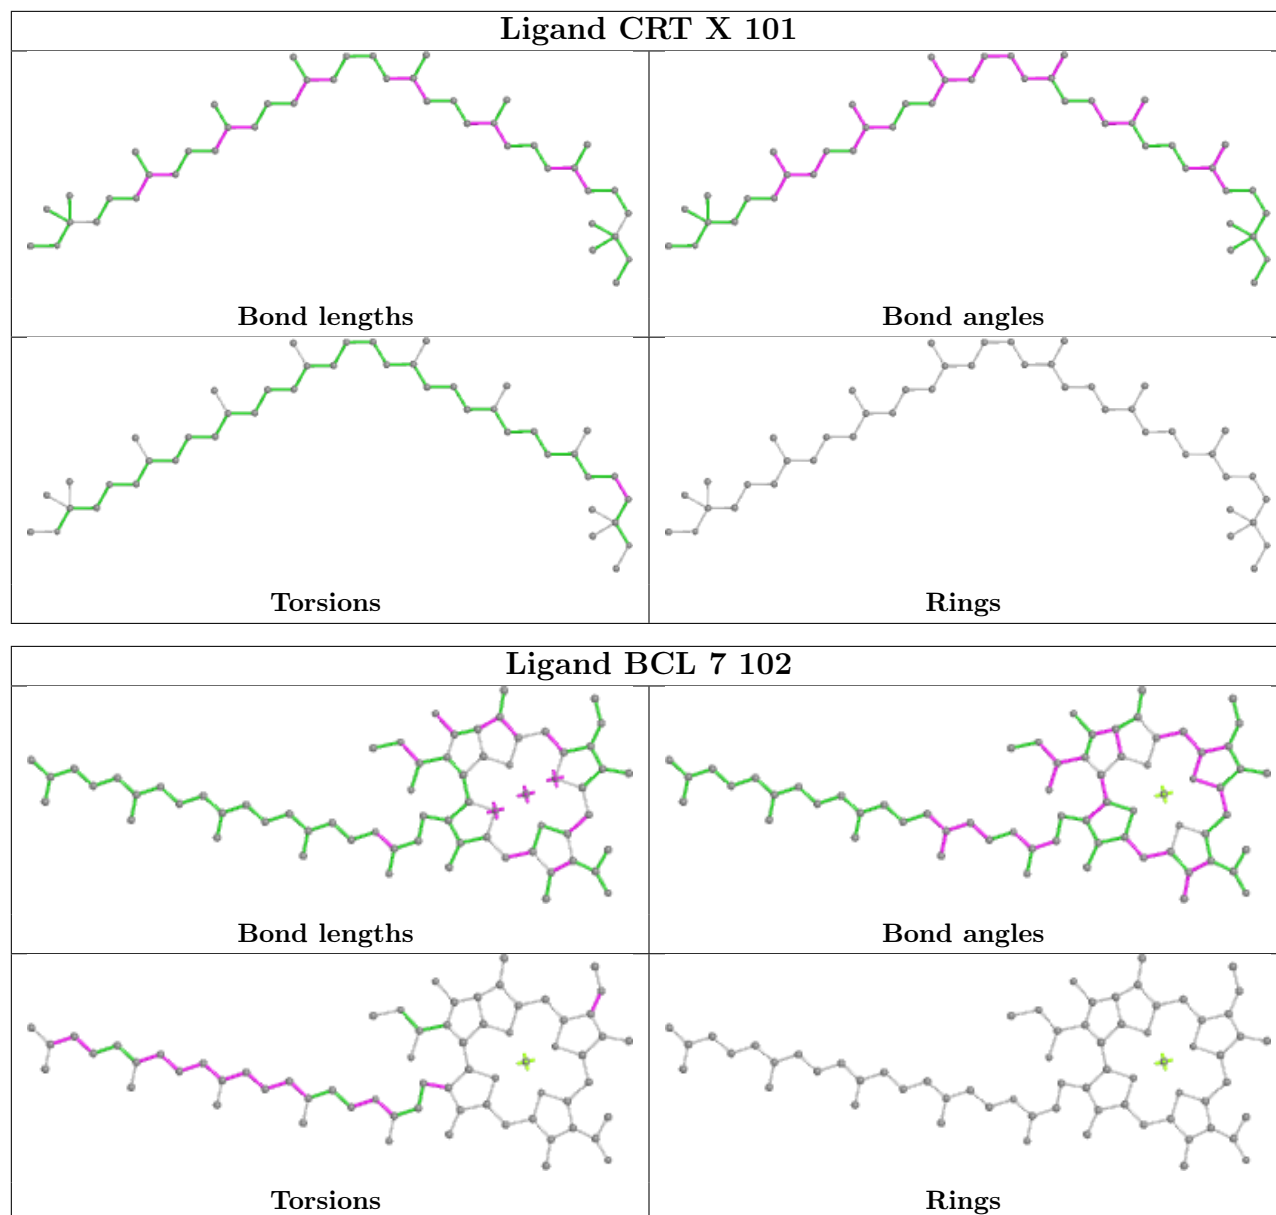 Ligand CRT X 101
Bond lengths
Bond angles
Torsions
Rings
Ligand BCL 7 102
Bond lengths
Bond angles
Torsions
Rings